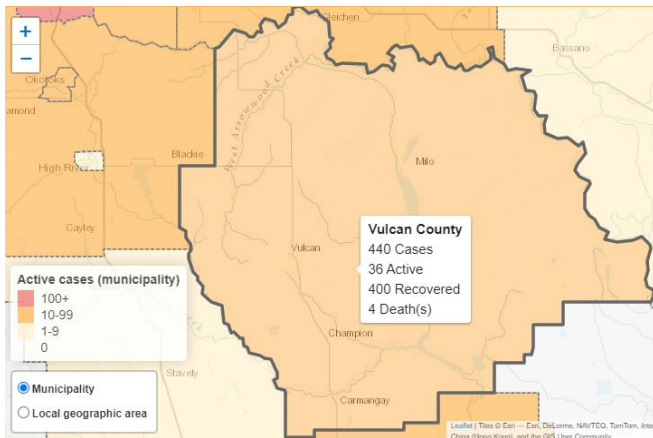 +
−
Gleichen
Bassano
Okotoks
amond
West Arrowwood Creek
Blackie
Milo
High River
Cayley
Vulcan
Vulcan County
440 Cases
36 Active
400 Recovered
4 Death(s)
Active cases (municipality)
100+
10-99
1-9
0
Champion
Stavely
Municipality
Local geographic area
Carmangay
Leaflet | Tiles © Esri — Esri, DeLorme, NAVTEQ, TomTom, Inte
China (Hong Kong), and the GIS User Community